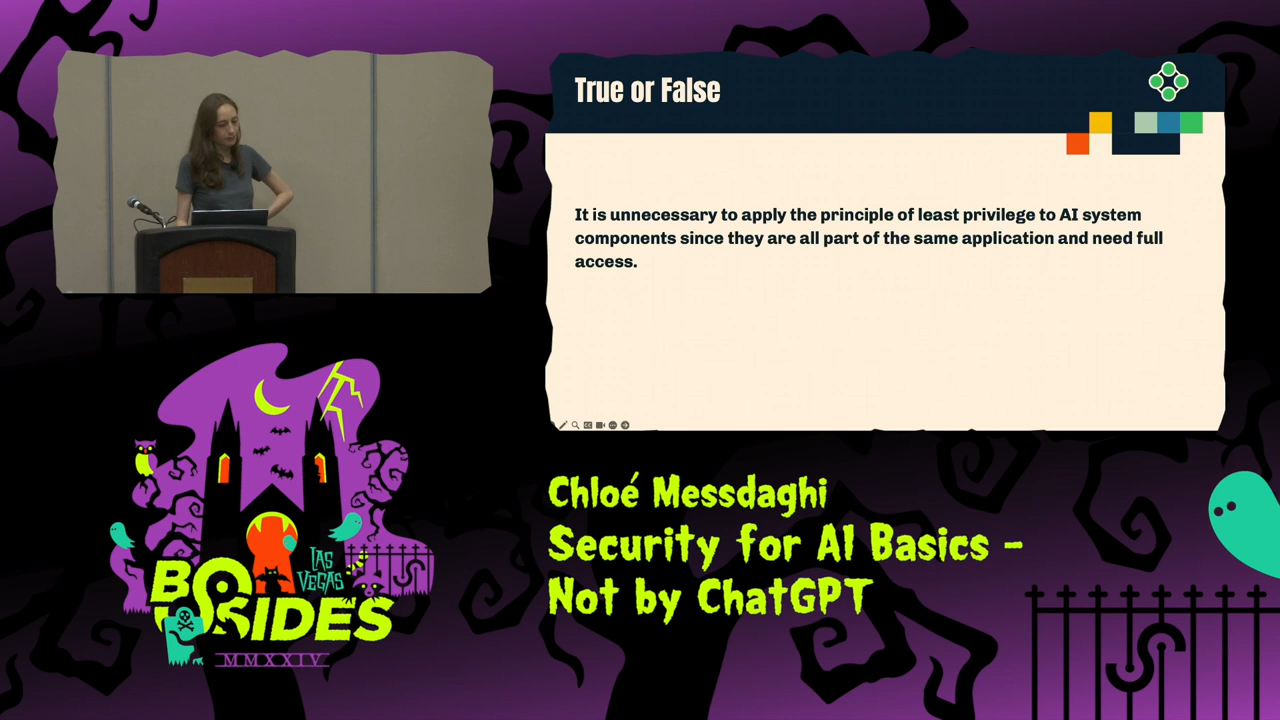 True or False
It is unnecessary to apply the principle of least privilege to AI system
components since they are all part of the same application and need full
access.
LAS
VEGAS
BSIDES
MMXXIV
Chloé Messdaghi
Security for AI Basics -
Not by ChatGPT